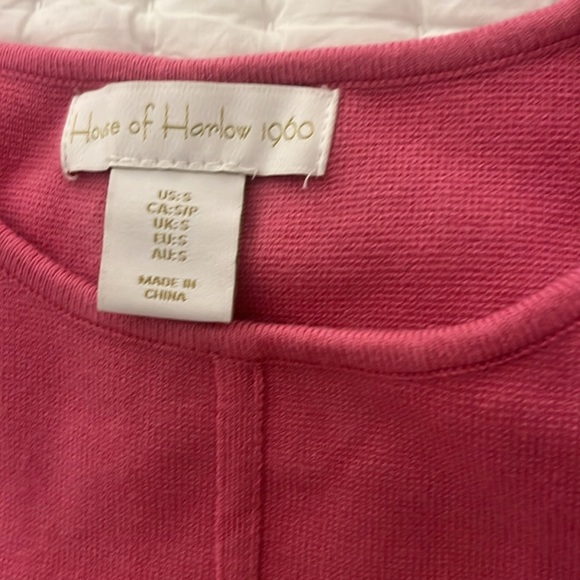 House of Harlow 1960
US:S
CA:S/P
UK:S
EU:S
AU:S
MADE IN
CHINA